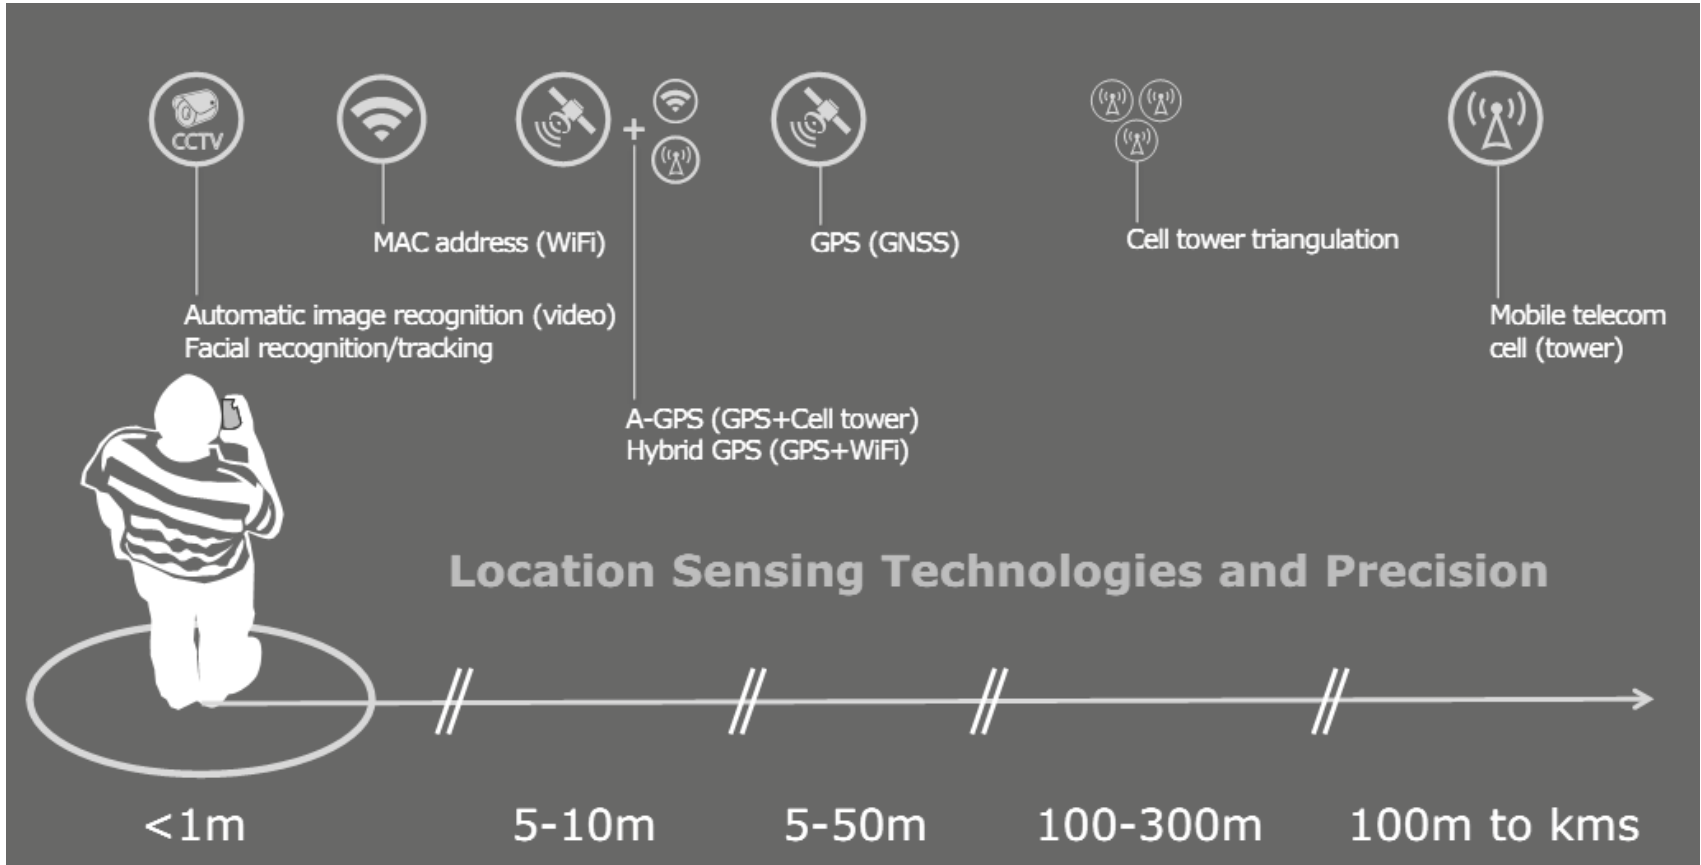 CCTV
MAC address (WiFi)
GPS (GNSS)
Cell tower triangulation
Automatic image recognition (video)
Facial recognition/tracking
Mobile telecom
cell (tower)
+
A-GPS (GPS+Cell tower)
Hybrid GPS (GPS+WiFi)
Location Sensing Technologies and Precision
<1m
5-10m
5-50m
100-300m
100m to kms